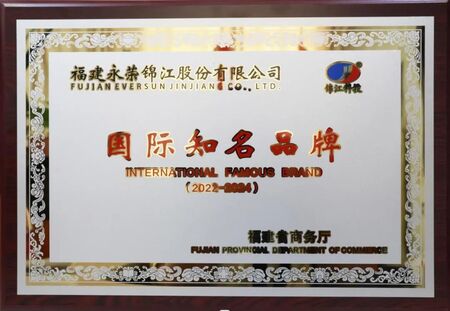 福建永荣锦江股份有限公司
FUJIAN EVERSUN JINJIANG CO., LTD.
锦江科技
国际知名品牌
INTERNATIONAL FAMOUS BRAND
(2022-2024)
福建省商务厅
FUJIAN PROVINCIAL DEPARTMENT OF COMMERCE